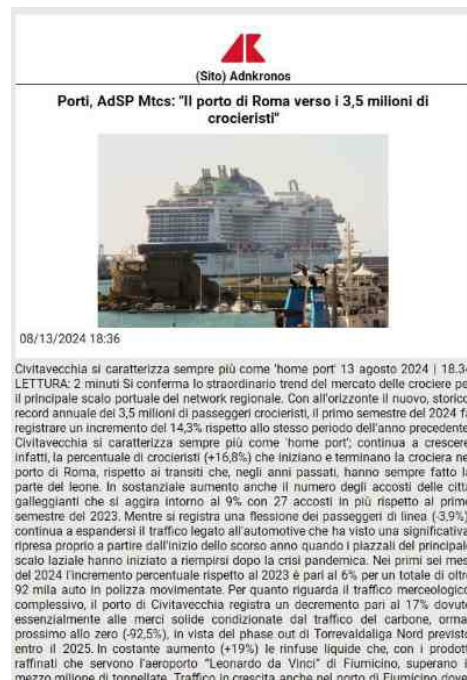 (Sito) Adnkronos
Porti, AdSP Mtcs: "Il porto di Roma verso i 3,5 milioni di
crocieristi"
08/13/2024 18:36
Civitavecchia si caratterizza sempre più come 'home port' 13 agosto 2024 | 18.34
LETTURA: 2 minuti Si conferma lo straordinario trend del mercato delle crociere per
il principale scalo portuale del network regionale. Con all'orizzonte il nuovo, storico
record annuale dei 3,5 milioni di passeggeri crocieristi, il primo semestre del 2024 fa
registrare un incremento del 14,3% rispetto allo stesso periodo dell'anno precedente.
Civitavecchia si caratterizza sempre più come 'home port'; continua a crescere,
infatti, la percentuale di crocieristi (+16,8%) che iniziano e terminano la crociera nel
porto di Roma, rispetto ai transiti che, negli anni passati, hanno sempre fatto la
parte del leone. In sostanziale aumento anche il numero degli accosti delle città
galleggianti che si aggira intorno al 9% con 27 accosti in più rispetto al primo
semestre del 2023. Mentre si registra una flessione dei passeggeri di linea (-3,9%),
continua a espandersi il traffico legato all'automotive che ha visto una significativa
ripresa proprio a partire dall'inizio dello scorso anno quando i piazzali del principale
scalo laziale hanno iniziato a riempirsi dopo la crisi pandemica. Nei primi sei mesi
del 2024 l'incremento percentuale rispetto al 2023 è pari al 6% per un totale di oltre
92 mila auto in polizza movimentate. Per quanto riguarda il traffico merceologico
complessivo, il porto di Civitavecchia registra un decremento pari al 17% dovuto
essenzialmente alle merci solide condizionate dal traffico del carbone, ormai
prossimo allo zero (-92,5%), in vista del phase out di Torrevaldaliga Nord previsto
entro il 2025. In costante aumento (+19%) le rinfuse liquide che, con i prodotti
raffinati che servono l'aeroporto "Leonardo da Vinci" di Fiumicino, superano il
mezzo milione di tonnellate. Traffico in crescita anche nel porto di Fiumicino dove,